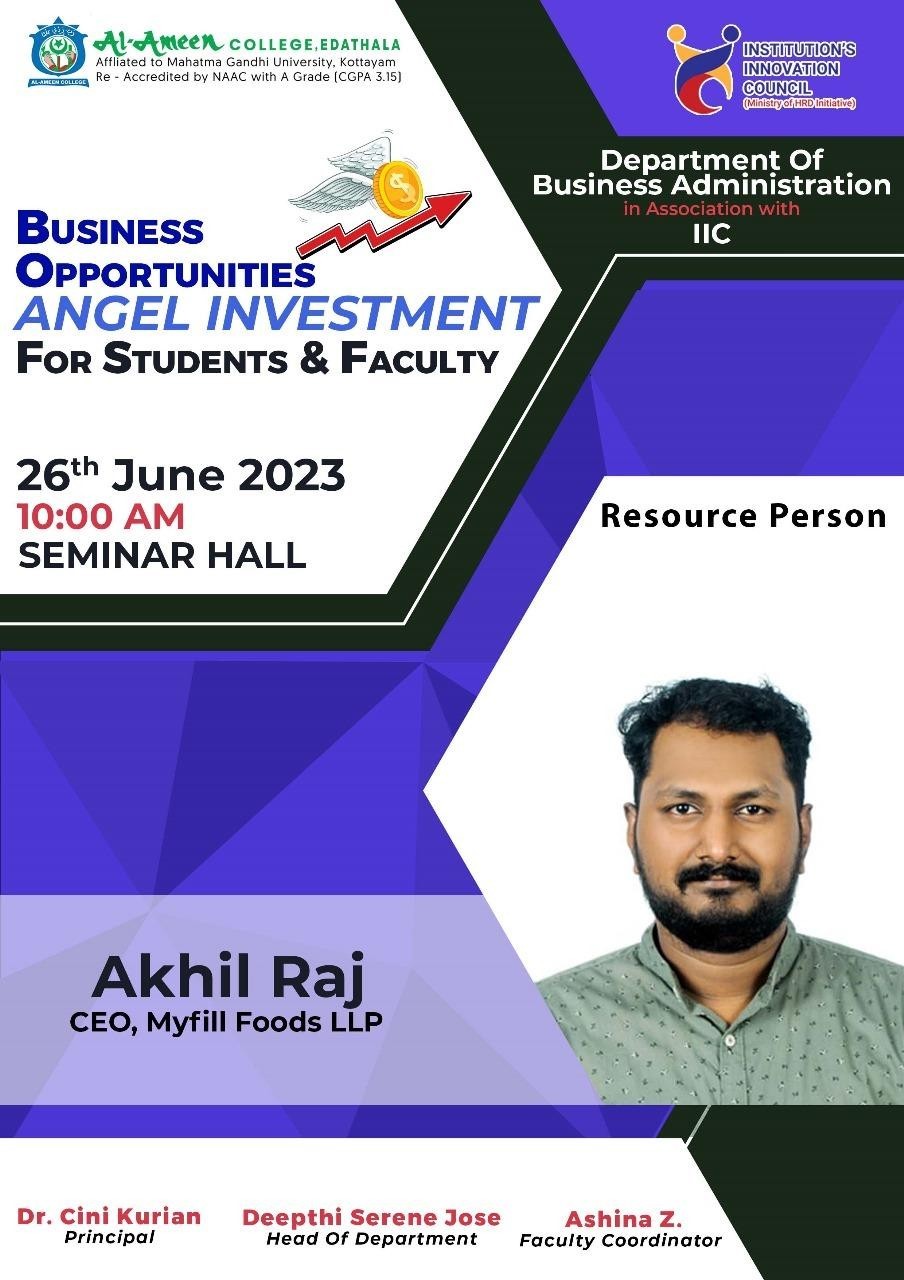 Al-Ameen COLLEGE, EDATHALA
Affliated to Mahatma Gandhi University, Kottayam
Re - Accredited by NAAC with A Grade (CGPA 3.15)
AL-AMEEN COLLEGE
INSTITUTION'S
INNOVATION
COUNCIL
(Ministry of HRD Initiative)
Department Of
Business Administration
in Association with
IIC
BUSINESS
OPPORTUNITIES
ANGEL INVESTMENT
FOR STUDENTS & FACULTY
26th June 2023
10:00 AM
SEMINAR HALL
Resource Person
Akhil Raj
CEO, Myfill Foods LLP
Dr. Cini Kurian
Principal
Deepthi Serene Jose
Head Of Department
Ashina Z.
Faculty Coordinator